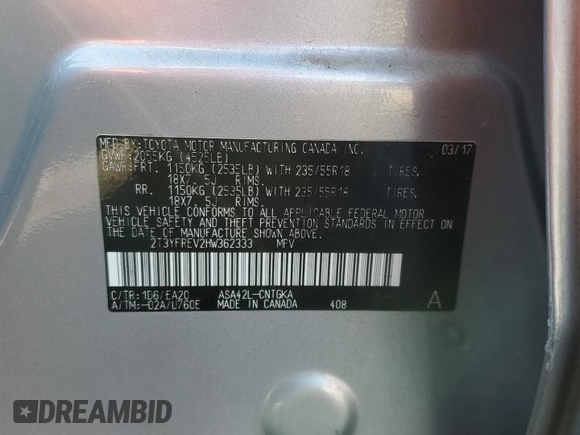 MFD. BY: TOYOTA MOTOR MANUFACTURING CANADA INC. 03/17
GVWR: 2055KG (4525LB)
GAWR: FRT. 1150KG (2535LB) WITH 235/55R18 TIRES,
18X7.5J RIMS,
RR. 1150KG (2535LB) WITH 235/55R18 TIRES,
18X7.5J RIMS,
THIS VEHICLE CONFORMS TO ALL APPLICABLE FEDERAL MOTOR
VEHICLE SAFETY AND THEFT PREVENTION STANDARDS IN EFFECT ON
THE DATE OF MANUFACTURE SHOWN ABOVE.
2T3YFREV2HW362333 MPV
C/TR: 1D6/EA20 ASA42L-CNTGKA
A/TM: -02A/U760E MADE IN CANADA 408 A
DREAMBID